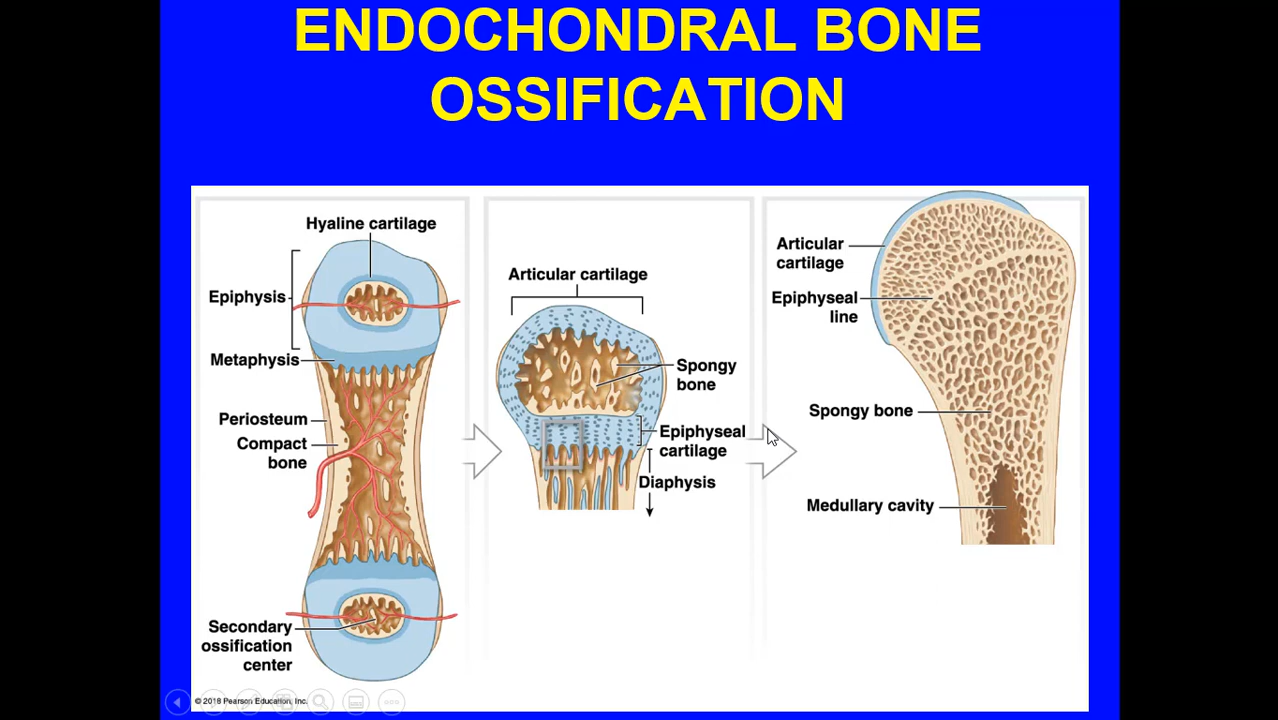 ENDOCHONDRAL BONE
OSSIFICATION
Hyaline cartilage
Epiphysis
Metaphysis
Periosteum
Compact
bone
Secondary
ossification
center
Articular cartilage
Spongy
bone
Epiphyseal
cartilage
Diaphysis
Articular
cartilage
Epiphyseal
line
Spongy bone
Medullary cavity
© 2018 Pearson Education, Inc.